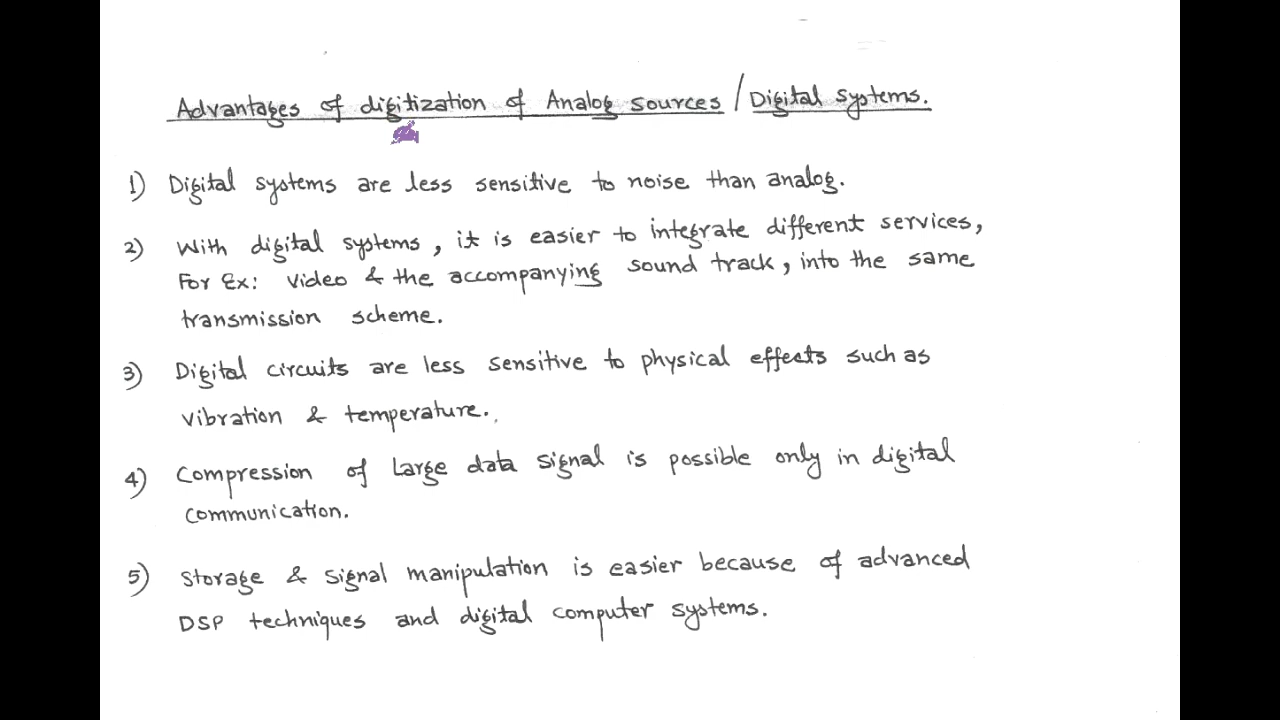 Advantages of digitization of Analog sources / Digital systems.
1) Digital systems are less sensitive to noise than analog.
2) With digital systems, it is easier to integrate different services,
For Ex: video & the accompanying sound track, into the same
transmission scheme.
3) Digital circuits are less sensitive to physical effects such as
vibration & temperature.
4) Compression of Large data signal is possible only in digital
communication.
5) Storage & signal manipulation is easier because of advanced
DSP techniques and digital computer systems.